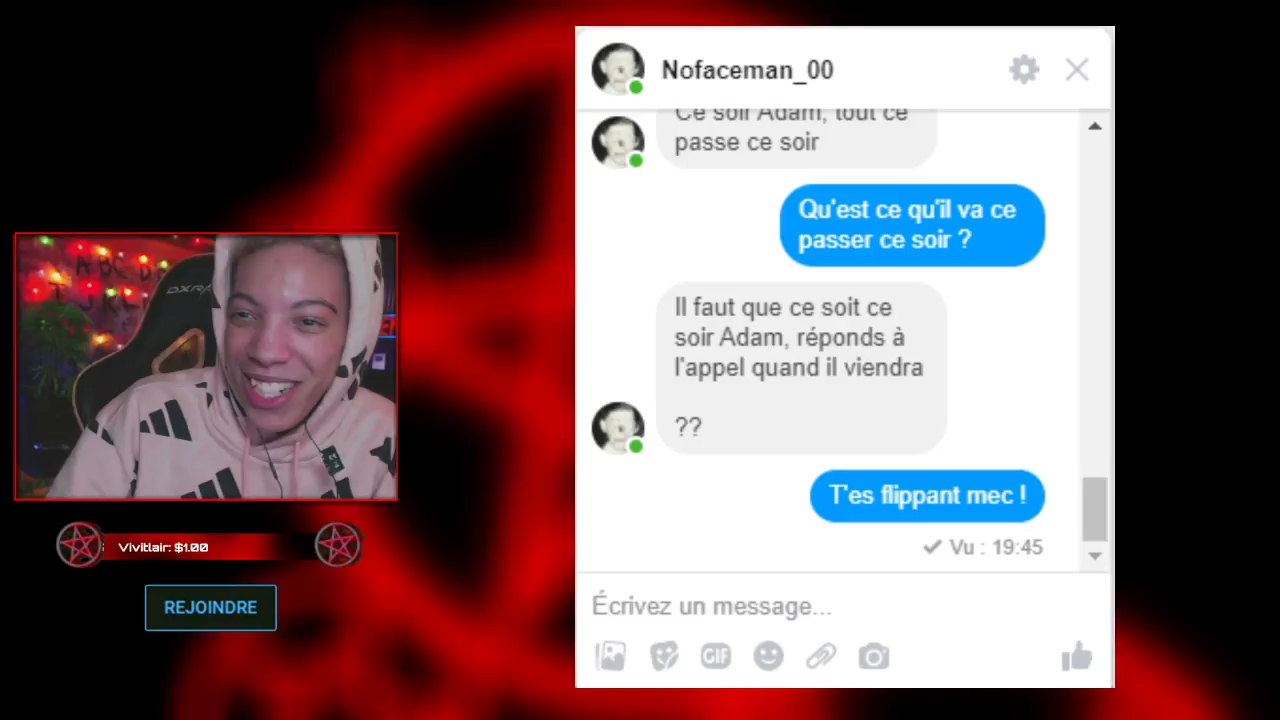 Nofaceman_00
Ce soir Adam, tout ce
passe ce soir
Qu'est ce qu'il va ce
passer ce soir ?
Il faut que ce soit ce
soir Adam, réponds à
l'appel quand il viendra
??
T'es flippant mec !
Vu : 19:45
Écrivez un message...
GIF
Vivitlair: $1.00
REJOINDRE